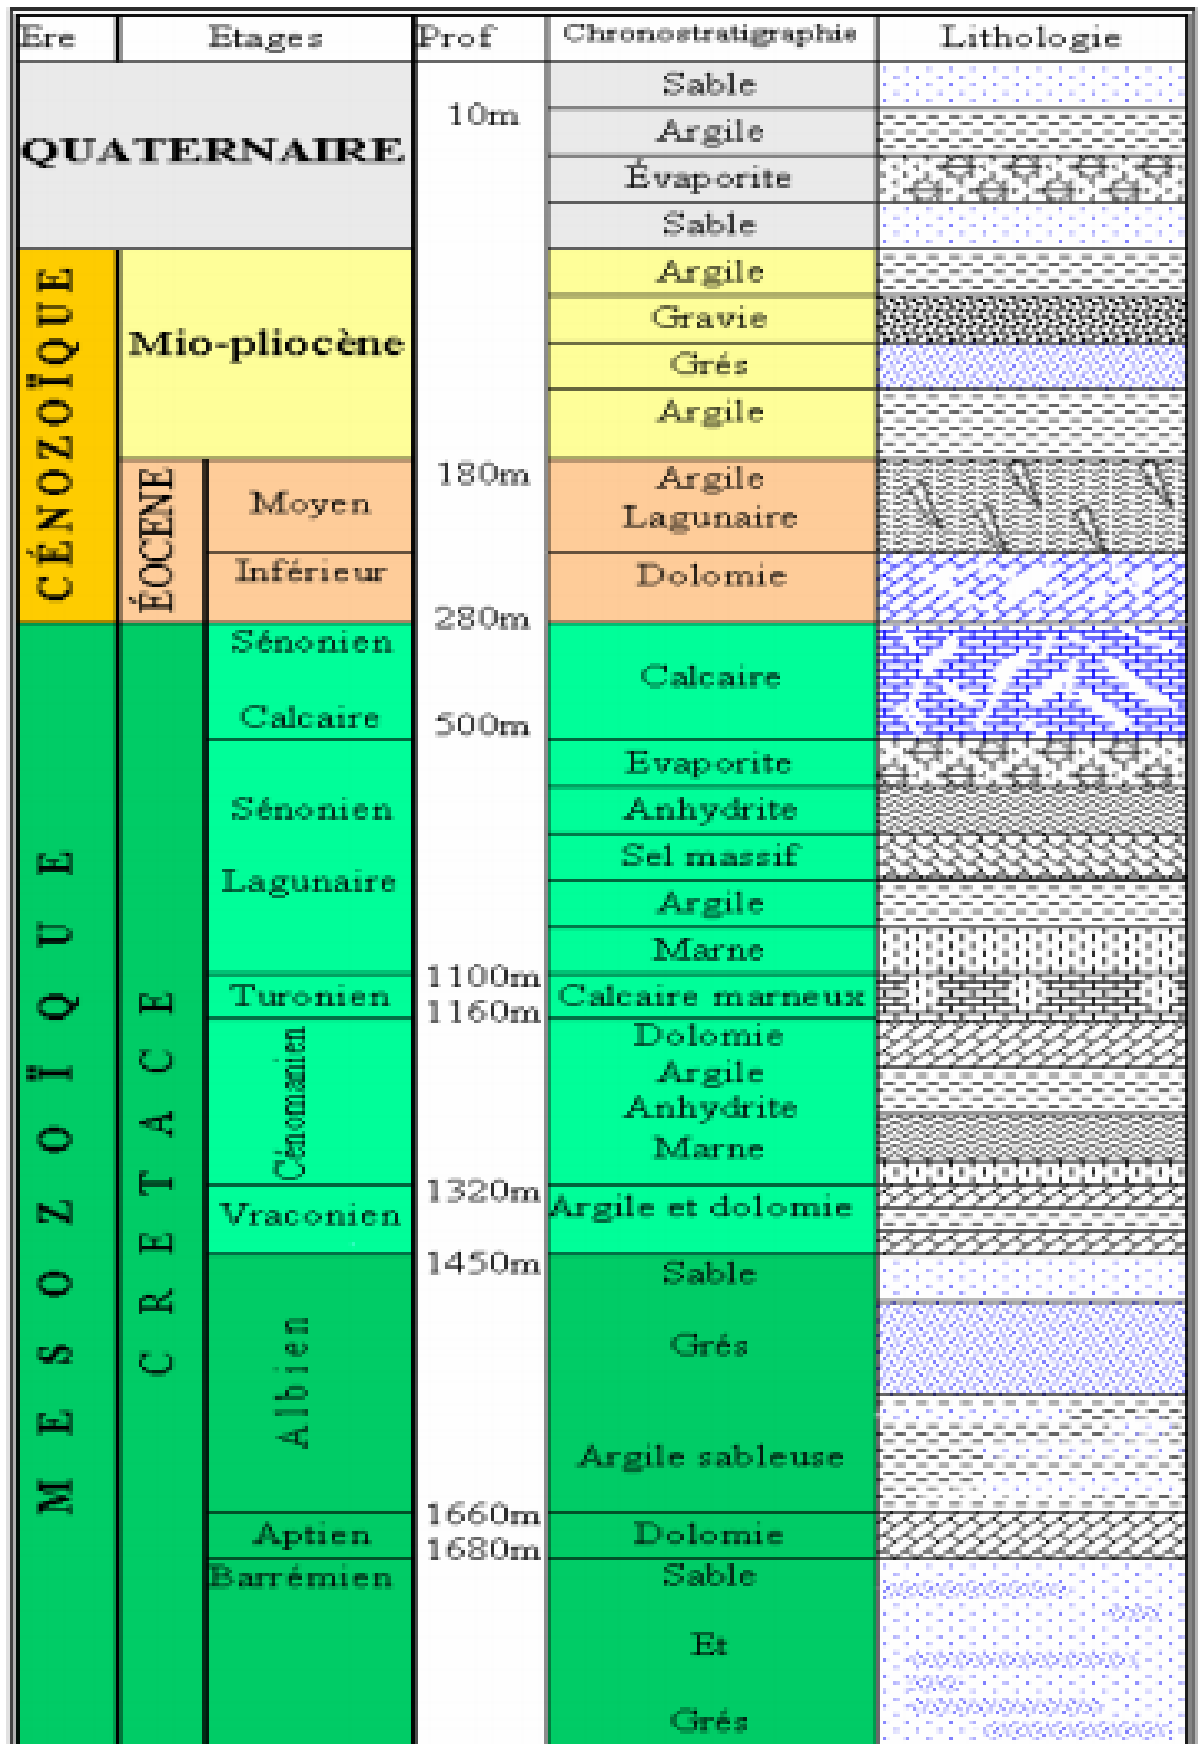 Ere Etages Prof Chronostratigraphie Lithologie
QUATERNAIRE
10m
Sable
Argile
Évaporite
Sable
CÉNOZOÏQUE
Mio-pliocène
Argile
Gravie
Grés
Argile
ÉOCENE
Moyen
180m
Argile
Lagunaire
Inférieur
Dolomie
280m
MESOZOÏQUE
CRETACE
Sénonien
Calcaire
Calcaire
500m
Sénonien
Lagunaire
Evaporite
Anhydrite
Sel massif
Argile
Marne
1100m
Turonien
Calcaire marneux
1160m
Cénomanien
Dolomie
Argile
Anhydrite
Marne
1320m
Vraconien
Argile et dolomie
1450m
Albien
Sable
Grés
Argile sableuse
1660m
Aptien
Dolomie
1680m
Barrémien
Sable
Et
Grés